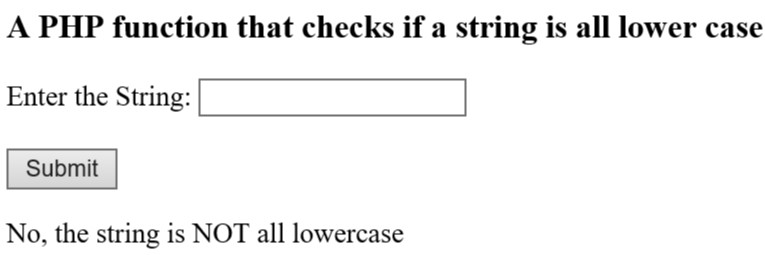 A PHP function that checks if a string is all lower case
Enter the String:
Submit
No, the string is NOT all lowercase